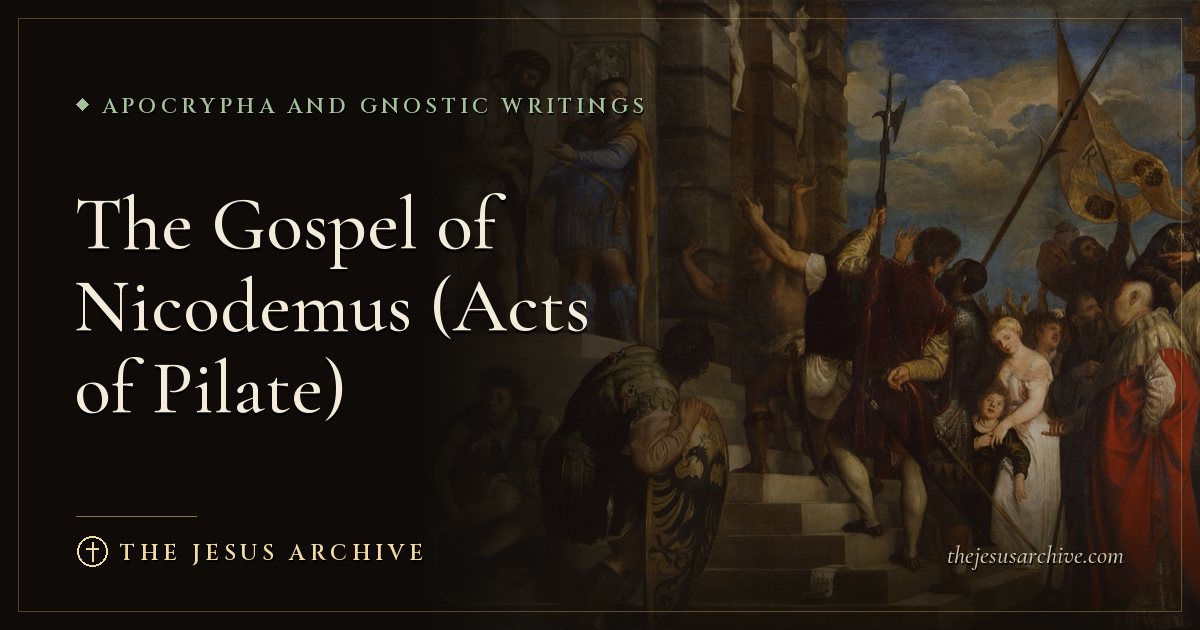 APOCRYPHA AND GNOSTIC WRITINGS
The Gospel of
Nicodemus (Acts
of Pilate)
THE JESUS ARCHIVE
thejesusarchive.com